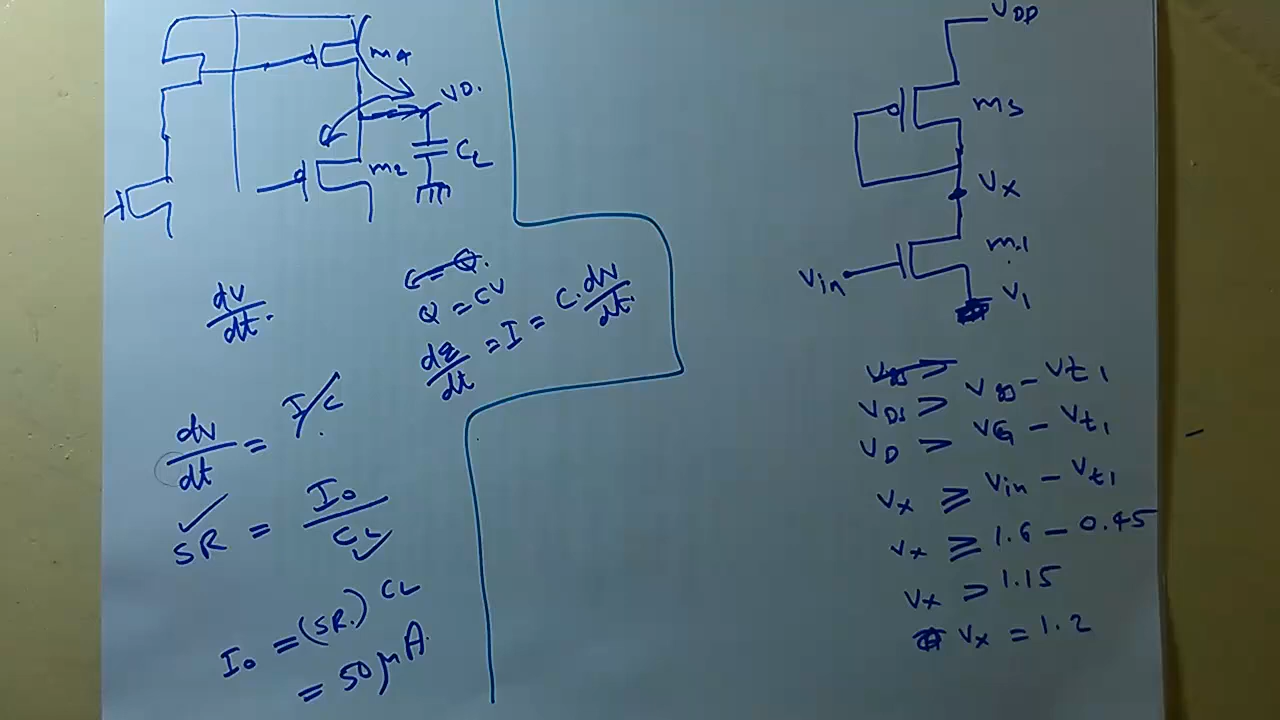 M4
VO.
CL
M2
dV/dt.
Q = CV
dQ/dt = I = C. dV/dt.
dV/dt = I/C
SR = Io/CL
Io = (SR.) CL
= 50 μA.
VDD
M3
VX
M1
Vin
V1
VDS > VGS - Vt1
VD > VG - Vt1
VX ≥ Vin - Vt1
VX ≥ 1.6 - 0.45
VX > 1.15
VX = 1.2